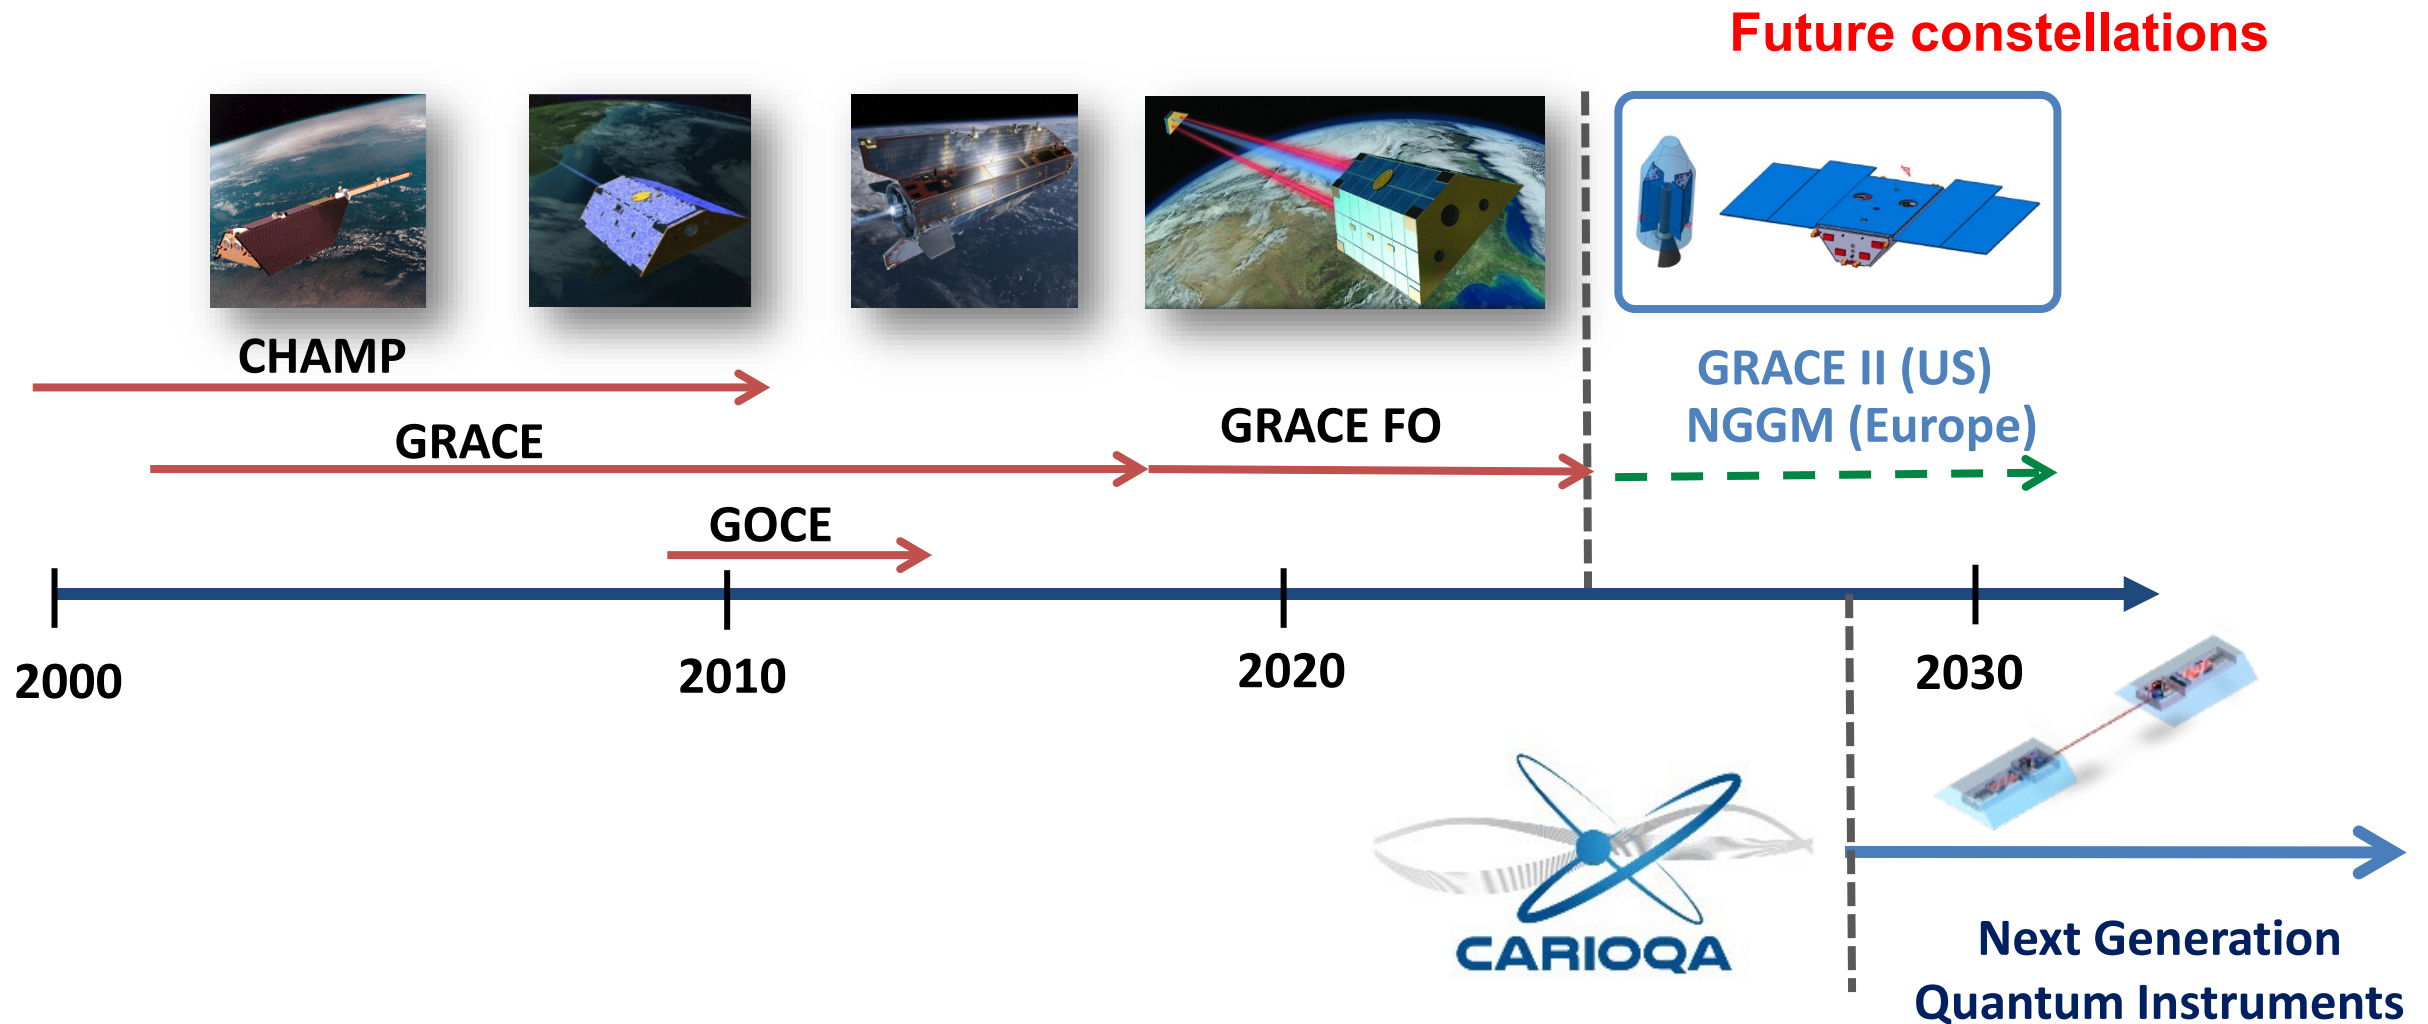 Future constellations
CHAMP
GRACE II (US)
GRACE
GRACE FO
NGGM (Europe)
GOCE
2000
2010
2020
2030
CARIOQA
Next Generation
Quantum Instruments